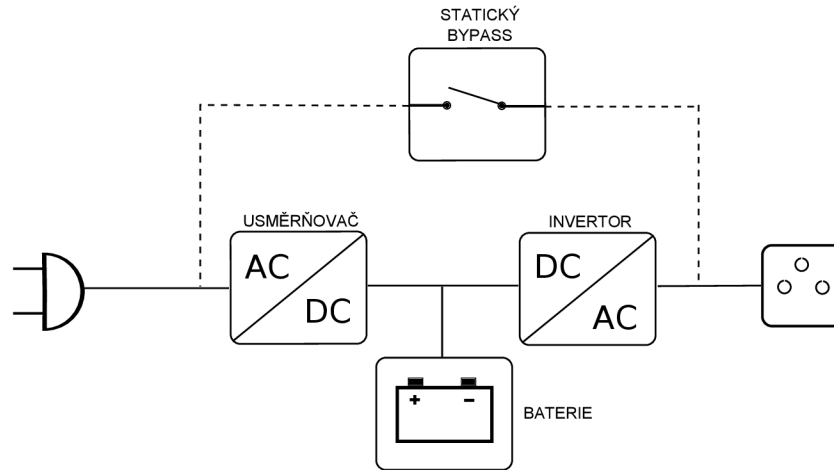 STATICKÝ
BYPASS
USMĚRŇOVAČ
INVERTOR
AC
DC
DC
AC
+ -
BATERIE